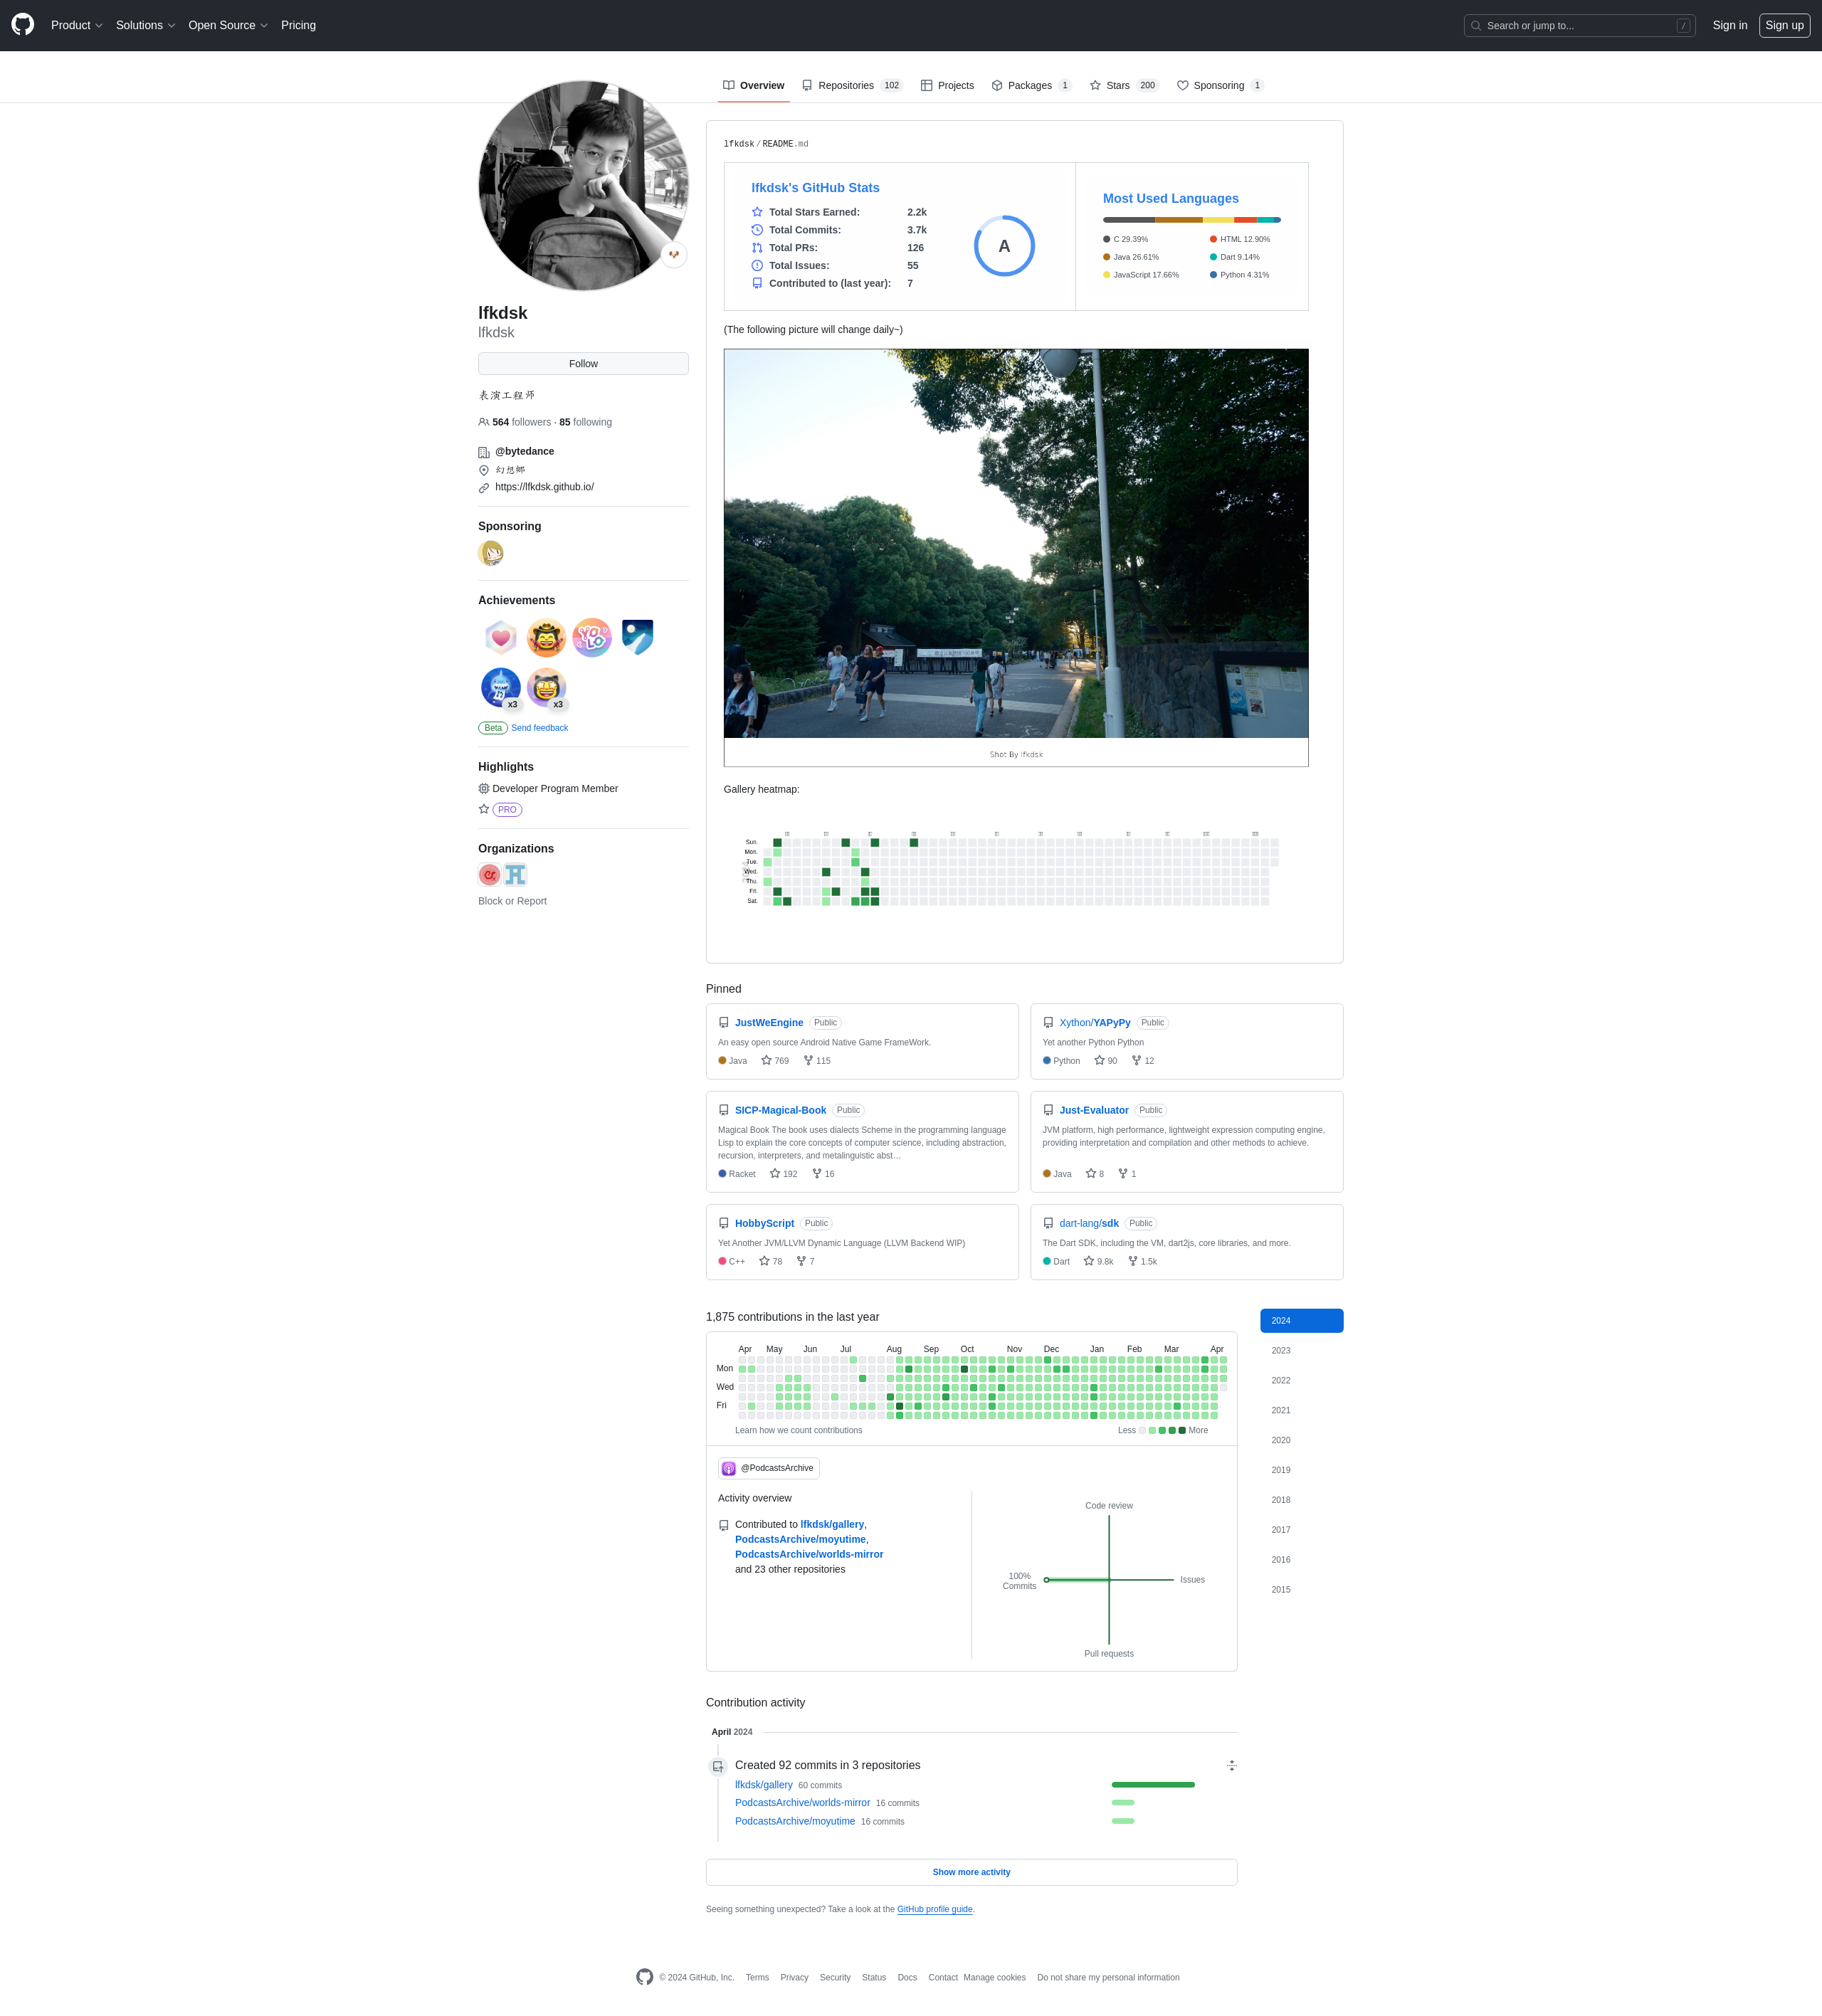 Product Solutions Open Source Pricing Search or jump to... / Sign in Sign up
Overview Repositories 102 Projects Packages 1 Stars 200 Sponsoring 1
lfkdsk
lfkdsk
Follow
表演工程师
564 followers · 85 following
@bytedance
幻想鄉
https://lfkdsk.github.io/
Sponsoring
Achievements
YOLO
x3
x3
Beta Send feedback
Highlights
Developer Program Member
PRO
Organizations
Block or Report
lfkdsk / README.md
lfkdsk's GitHub Stats
Total Stars Earned: 2.2k
Total Commits: 3.7k
Total PRs: 126
Total Issues: 55
Contributed to (last year): 7
A
Most Used Languages
C 29.39%
Java 26.61%
JavaScript 17.66%
HTML 12.90%
Dart 9.14%
Python 4.31%
(The following picture will change daily~)
Shot By lfkdsk
Gallery heatmap:
Sun.
Mon.
Tue.
Wed.
Thu.
Fri.
Sat.
Pinned
JustWeEngine Public
An easy open source Android Native Game FrameWork.
Java 769 115
Xython/YAPyPy Public
Yet another Python Python
Python 90 12
SICP-Magical-Book Public
Magical Book The book uses dialects Scheme in the programming language
Lisp to explain the core concepts of computer science, including abstraction,
recursion, interpreters, and metalinguistic abst…
Racket 192 16
Just-Evaluator Public
JVM platform, high performance, lightweight expression computing engine,
providing interpretation and compilation and other methods to achieve.
Java 8 1
HobbyScript Public
Yet Another JVM/LLVM Dynamic Language (LLVM Backend WIP)
C++ 78 7
dart-lang/sdk Public
The Dart SDK, including the VM, dart2js, core libraries, and more.
Dart 9.8k 1.5k
1,875 contributions in the last year
Apr May Jun Jul Aug Sep Oct Nov Dec Jan Feb Mar Apr
Mon
Wed
Fri
Learn how we count contributions
Less More
@PodcastsArchive
Activity overview
Contributed to lfkdsk/gallery,
PodcastsArchive/moyutime,
PodcastsArchive/worlds-mirror
and 23 other repositories
Code review
100%
Commits
Issues
Pull requests
2024
2023
2022
2021
2020
2019
2018
2017
2016
2015
Contribution activity
April 2024
Created 92 commits in 3 repositories
lfkdsk/gallery 60 commits
PodcastsArchive/worlds-mirror 16 commits
PodcastsArchive/moyutime 16 commits
Show more activity
Seeing something unexpected? Take a look at the GitHub profile guide.
© 2024 GitHub, Inc. Terms Privacy Security Status Docs Contact Manage cookies Do not share my personal information